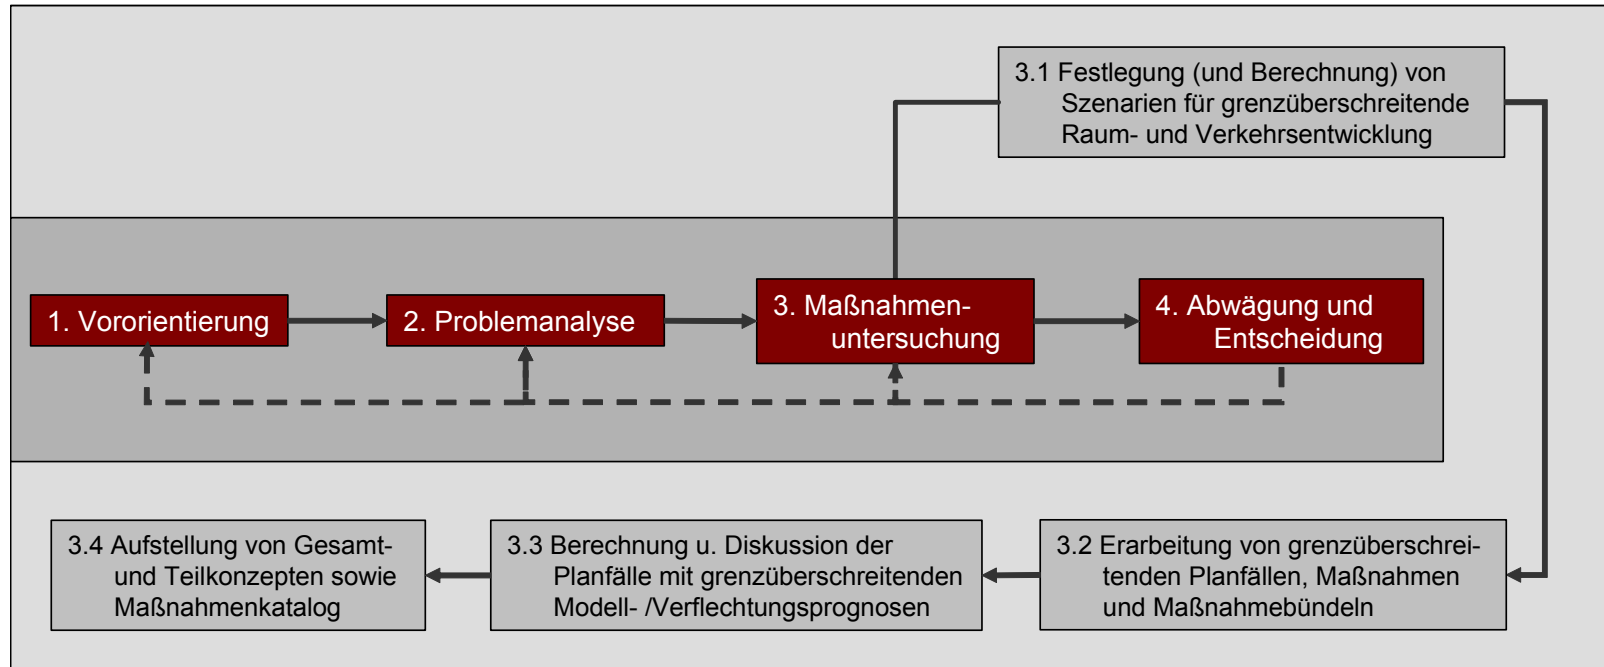 3.1 Festlegung (und Berechnung) von
Szenarien für grenzüberschreitende
Raum- und Verkehrsentwicklung
1. Vororientierung
2. Problemanalyse
3. Maßnahmen-
untersuchung
4. Abwägung und
Entscheidung
3.4 Aufstellung von Gesamt-
und Teilkonzepten sowie
Maßnahmenkatalog
3.3 Berechnung u. Diskussion der
Planfälle mit grenzüberschreitenden
Modell- /Verflechtungsprognosen
3.2 Erarbeitung von grenzüberschrei-
tenden Planfällen, Maßnahmen
und Maßnahmebündeln